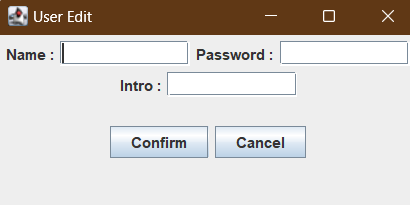 User Edit
Name : Password :
Intro :
Confirm Cancel